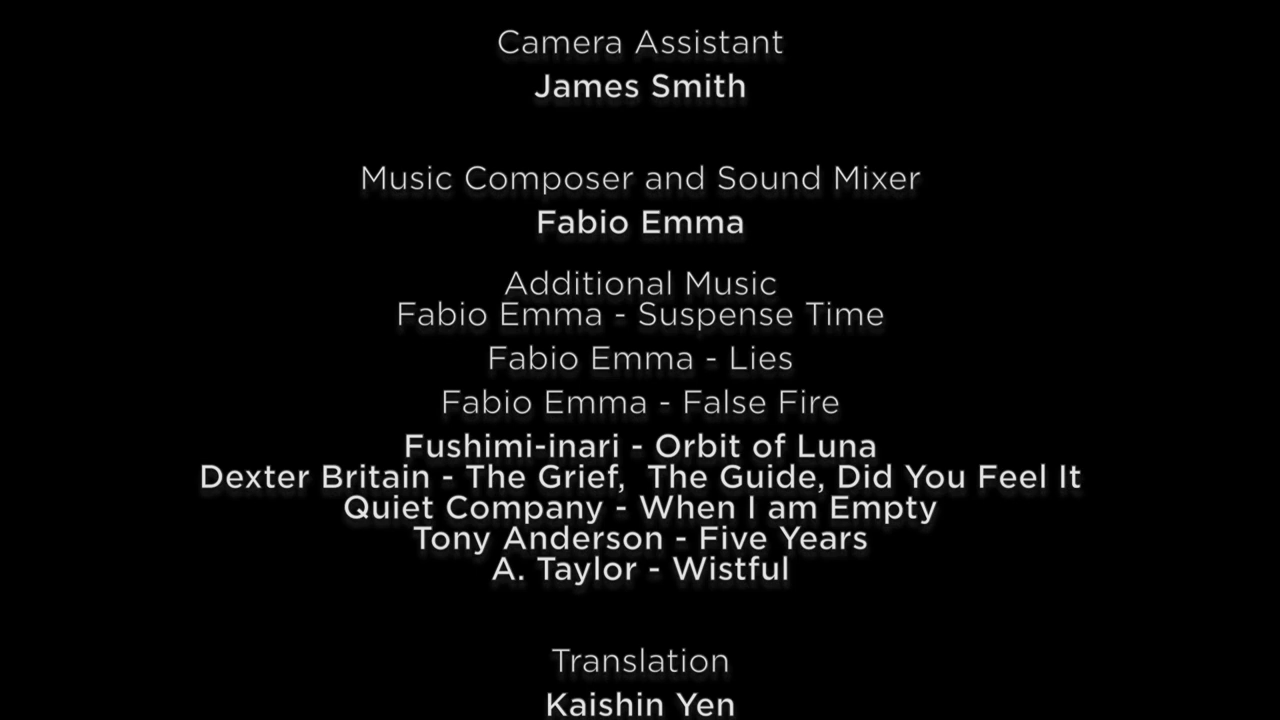 Camera Assistant
James Smith
Music Composer and Sound Mixer
Fabio Emma
Additional Music
Fabio Emma - Suspense Time
Fabio Emma - Lies
Fabio Emma - False Fire
Fushimi-inari - Orbit of Luna
Dexter Britain - The Grief,  The Guide, Did You Feel It
Quiet Company - When I am Empty
Tony Anderson - Five Years
A. Taylor - Wistful
Translation
Kaishin Yen